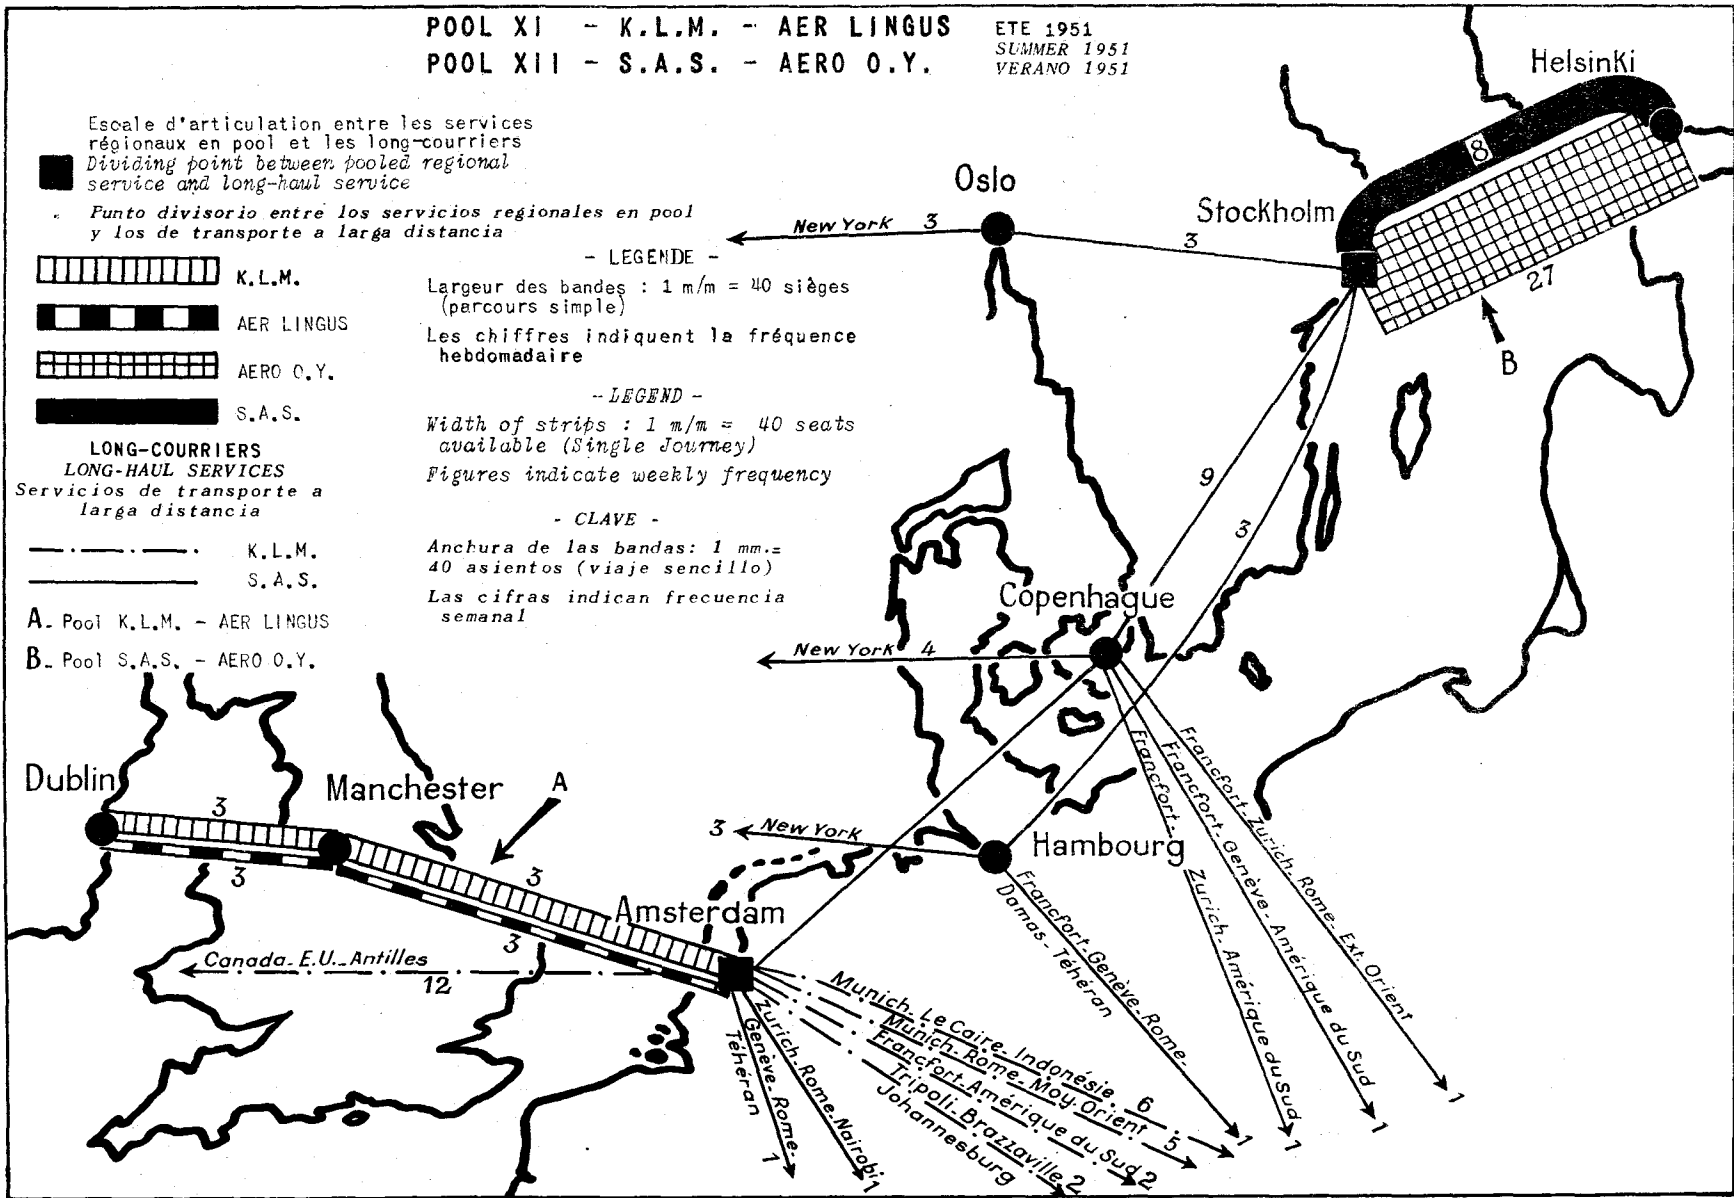 POOL XI - K.L.M. - AER LINGUS
POOL XII - S.A.S. - AERO O.Y.
ETE 1951
SUMMER 1951
VERANO 1951
Escale d'articulation entre les services
régionaux en pool et les long-courriers
Dividing point between pooled regional
service and long-haul service
Punto divisorio entre los servicios regionales en pool
y los de transporte a larga distancia
K.L.M.
AER LINGUS
AERO O.Y.
S.A.S.
LONG-COURRIERS
LONG-HAUL SERVICES
Servicios de transporte a
larga distancia
K.L.M.
S.A.S.
A. Pool K.L.M. - AER LINGUS
B. Pool S.A.S. - AERO O.Y.
- LEGENDE -
Largeur des bandes : 1 m/m = 40 sièges
(parcours simple)
Les chiffres indiquent la fréquence
hebdomadaire
- LEGEND -
Width of strips : 1 m/m = 40 seats
available (Single Journey)
Figures indicate weekly frequency
- CLAVE -
Anchura de las bandas: 1 mm.=
40 asientos (viaje sencillo)
Las cifras indican frecuencia
semanal
Helsinki
8
Oslo
Stockholm
New York 3
3
27
B
9
3
Copenhague
New York 4
Dublin
Manchester
A
3
3
3
3
3 New York
Hambourg
Amsterdam
Canada-E.U.-Antilles
12
Francfort-Zurich-Rome-Ext. Orient
1
Francfort-Genève-Amérique du Sud
1
Francfort-
Zurich-Amérique du Sud
1
Francfort-Genève-Rome-
Damas-Téhéran
1
Munich-Le Caire-Indonésie 6
Munich-Rome-Moy. Orient 5
Francfort-Amérique du Sud 2
Tripoli-Brazzaville 2
Johannesburg
Zurich-Rome-Nairobi
1
Genève-Rome-
Téhéran
1